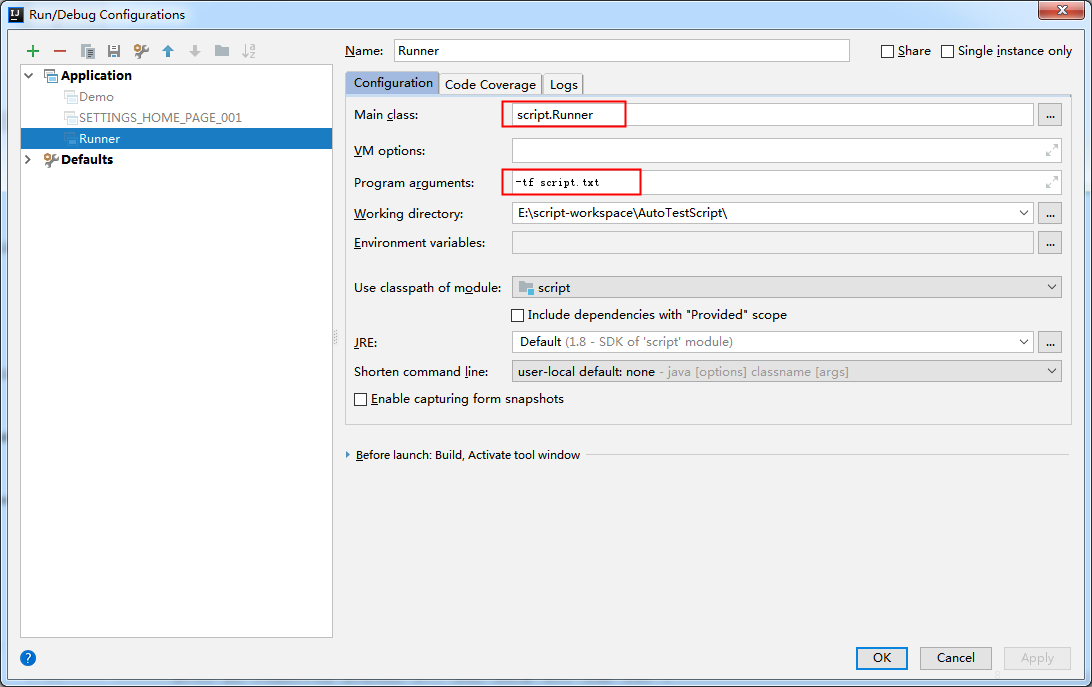 IJ Run/Debug Configurations
Name: Runner Share Single instance only
Application
Demo
SETTINGS_HOME_PAGE_001
Runner
Defaults
Configuration Code Coverage Logs
Main class: script.Runner ...
VM options:
Program arguments: -tf script.txt
Working directory: E:\script-workspace\AutoTestScript\ ...
Environment variables: ...
Use classpath of module: script
Include dependencies with "Provided" scope
JRE: Default (1.8 - SDK of 'script' module) ...
Shorten command line: user-local default: none - java [options] classname [args]
Enable capturing form snapshots
Before launch: Build, Activate tool window
? OK Cancel Apply